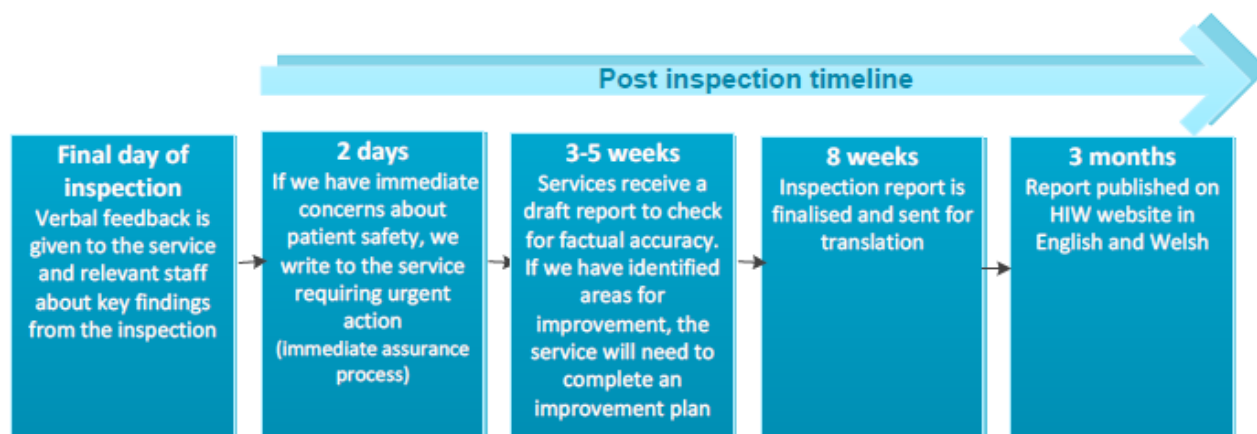 Post inspection timeline
Final day of
inspection
Verbal feedback is
given to the service
and relevant staff
about key findings
from the inspection
2 days
If we have immediate
concerns about
patient safety, we
write to the service
requiring urgent
action
(immediate assurance
process)
3-5 weeks
Services receive a
draft report to check
for factual accuracy.
If we have identified
areas for
improvement, the
service will need to
complete an
improvement plan
8 weeks
Inspection report is
finalised and sent for
translation
3 months
Report published on
HIW website in
English and Welsh